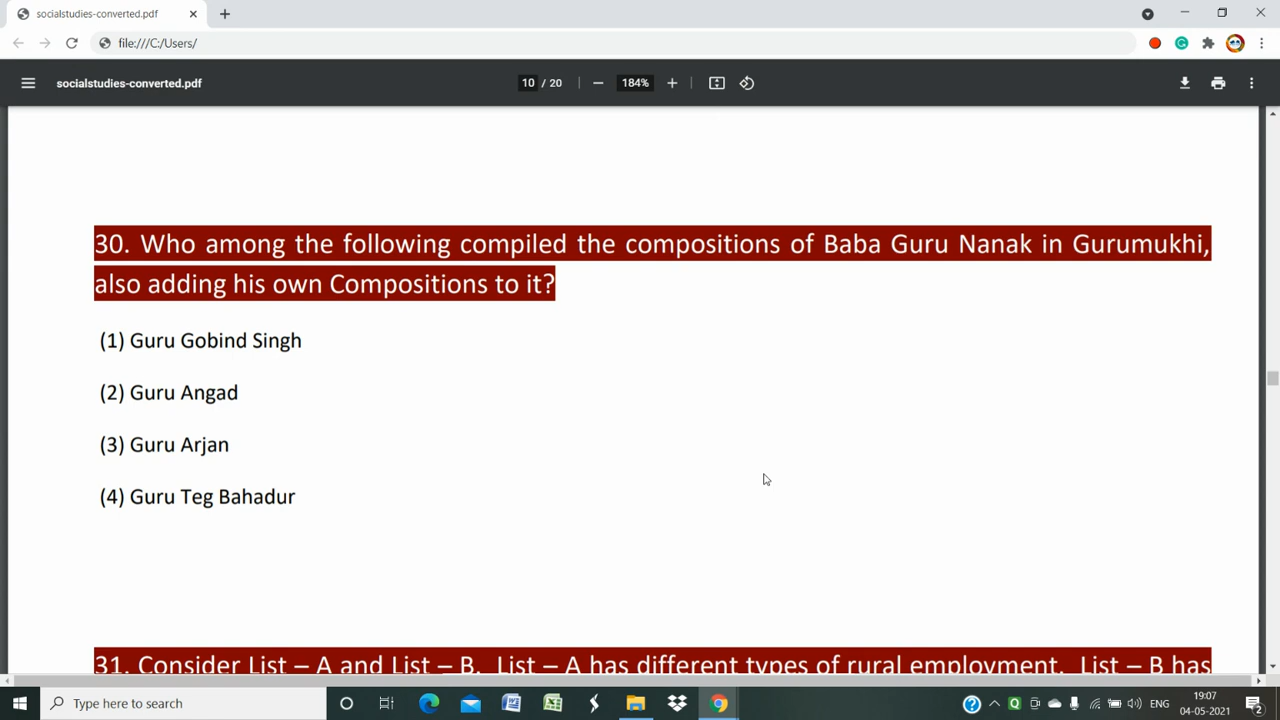 socialstudies-converted.pdf
file:///C:/Users/
socialstudies-converted.pdf
10 / 20
184%
30. Who among the following compiled the compositions of Baba Guru Nanak in Gurumukhi,
also adding his own Compositions to it?
(1) Guru Gobind Singh
(2) Guru Angad
(3) Guru Arjan
(4) Guru Teg Bahadur
31. Consider List – A and List – B. List – A has different types of rural employment. List – B has
Type here to search
ENG
19:07
04-05-2021
2